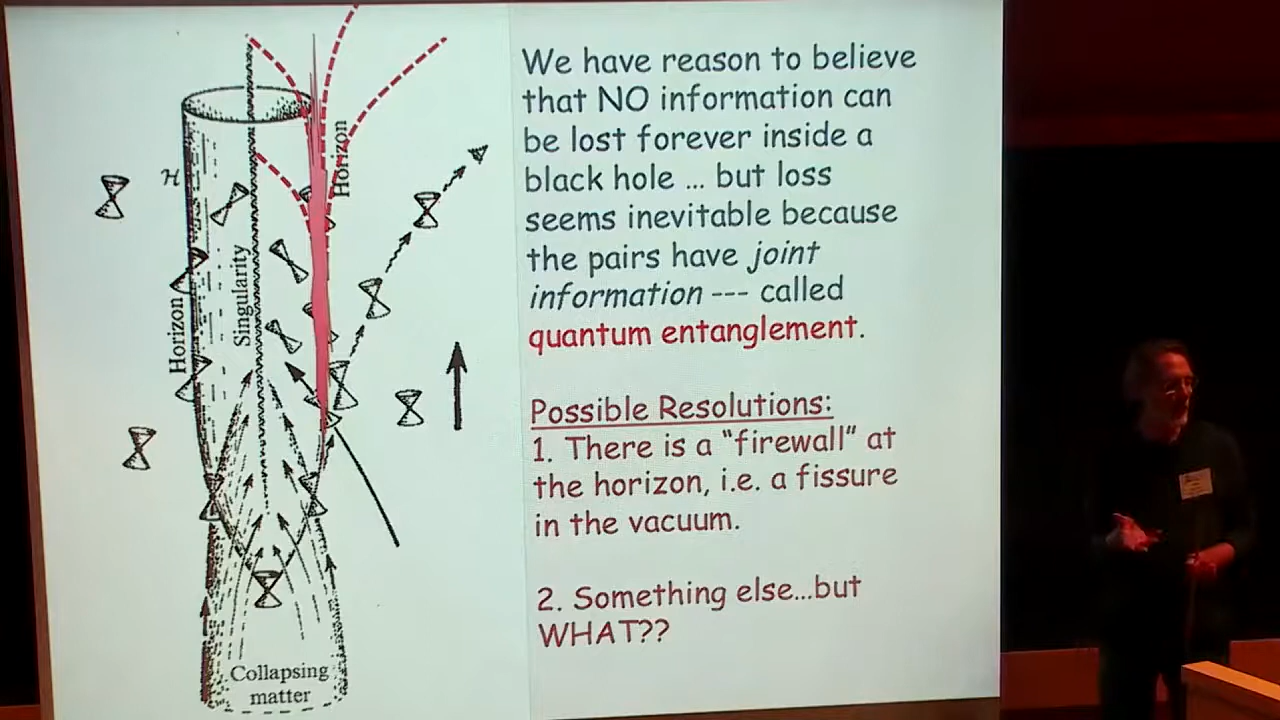 We have reason to believe
that NO information can
be lost forever inside a
black hole ... but loss
seems inevitable because
the pairs have joint
information --- called
quantum entanglement.
Possible Resolutions:
1. There is a "firewall" at
the horizon, i.e. a fissure
in the vacuum.
2. Something else...but
WHAT??
H
Horizon
Singularity
Horizon
Collapsing
matter